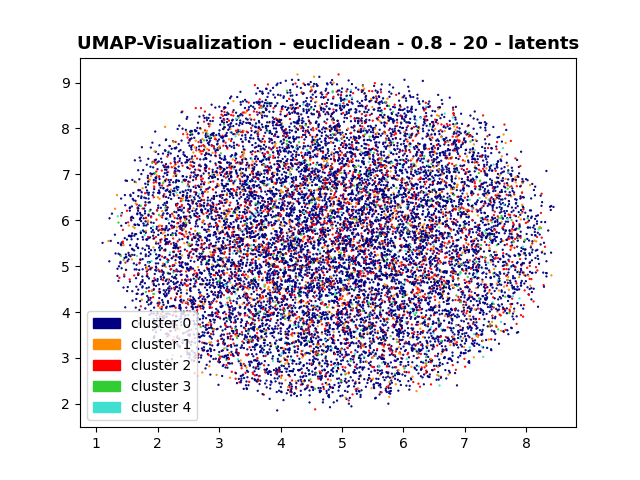 UMAP-Visualization - euclidean - 0.8 - 20 - latents
9
8
7
6
5
4
3
2
cluster 0
cluster 1
cluster 2
cluster 3
cluster 4
1 2 3 4 5 6 7 8